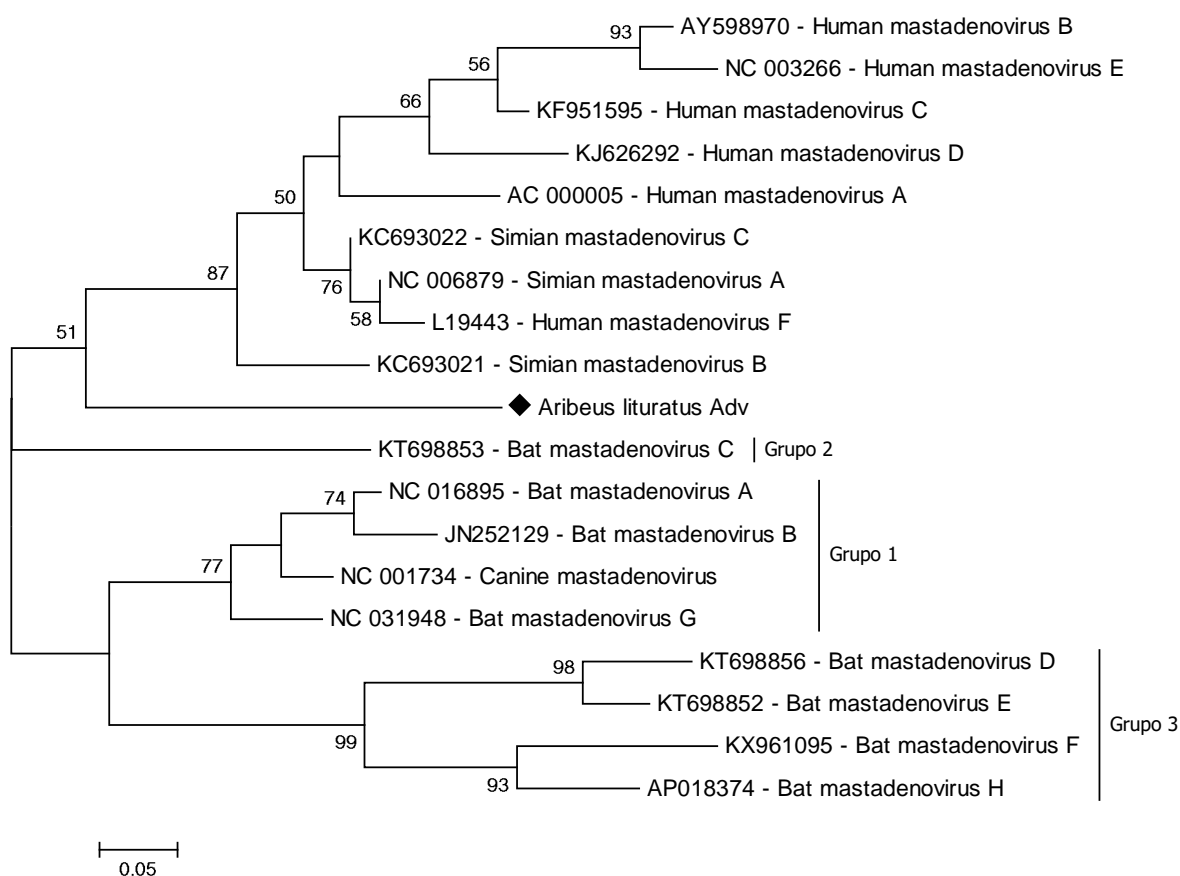 93
AY598970 - Human mastadenovirus B
56
NC 003266 - Human mastadenovirus E
66
KF951595 - Human mastadenovirus C
KJ626292 - Human mastadenovirus D
50
AC 000005 - Human mastadenovirus A
KC693022 - Simian mastadenovirus C
87
76
NC 006879 - Simian mastadenovirus A
58
L19443 - Human mastadenovirus F
51
KC693021 - Simian mastadenovirus B
Aribeus lituratus Adv
KT698853 - Bat mastadenovirus C
Grupo 2
74
NC 016895 - Bat mastadenovirus A
JN252129 - Bat mastadenovirus B
Grupo 1
77
NC 001734 - Canine mastadenovirus
NC 031948 - Bat mastadenovirus G
98
KT698856 - Bat mastadenovirus D
KT698852 - Bat mastadenovirus E
Grupo 3
99
KX961095 - Bat mastadenovirus F
93
AP018374 - Bat mastadenovirus H
0.05